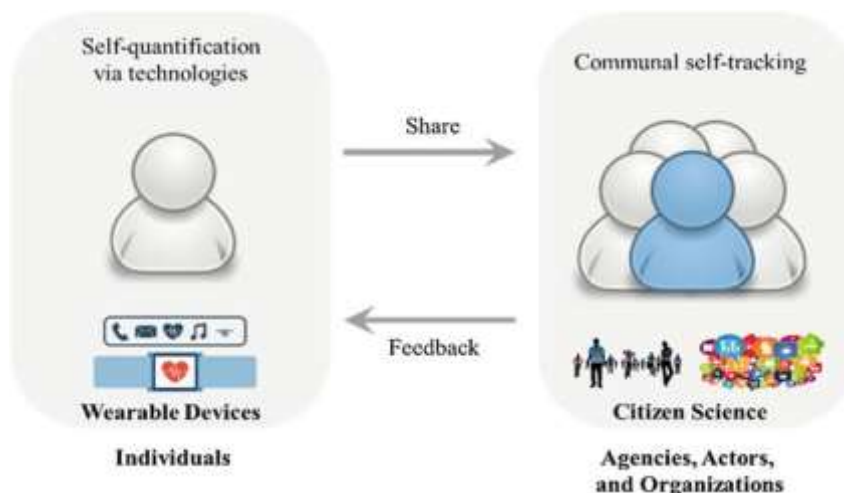 Self-quantification
via technologies
Communal self-tracking
Share
Feedback
Wearable Devices
Citizen Science
Individuals
Agencies, Actors,
and Organizations